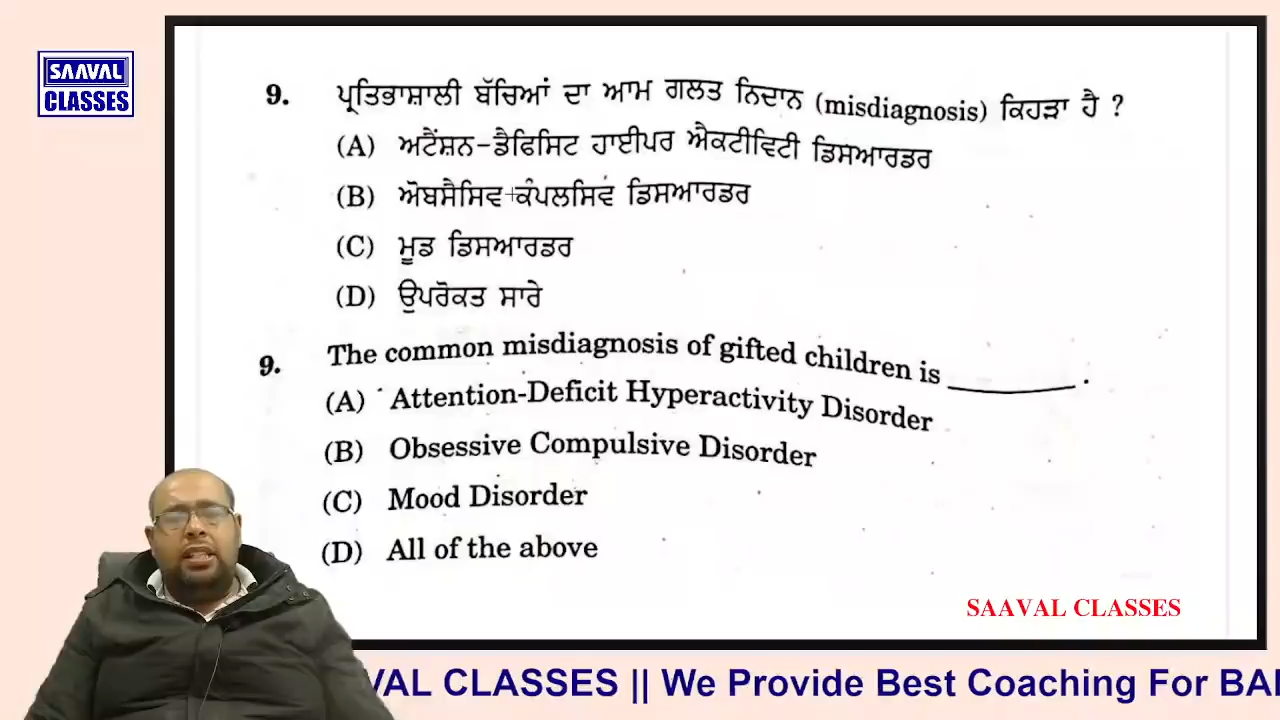 SAAVAL
CLASSES
9. ਪ੍ਰਤਿਭਾਸ਼ਾਲੀ ਬੱਚਿਆਂ ਦਾ ਆਮ ਗਲਤ ਨਿਦਾਨ (misdiagnosis) ਕਿਹੜਾ ਹੈ ?
(A) ਅਟੈਂਸ਼ਨ-ਡੈਫਿਸਿਟ ਹਾਈਪਰ ਐਕਟੀਵਿਟੀ ਡਿਸਆਰਡਰ
(B) ਔਬਸੈਸਿਵ-ਕੰਪਲਸਿਵ ਡਿਸਆਰਡਰ
(C) ਮੂਡ ਡਿਸਆਰਡਰ
(D) ਉਪਰੋਕਤ ਸਾਰੇ
9. The common misdiagnosis of gifted children is ________ .
(A) Attention-Deficit Hyperactivity Disorder
(B) Obsessive Compulsive Disorder
(C) Mood Disorder
(D) All of the above
SAAVAL CLASSES
VAL CLASSES || We Provide Best Coaching For BA